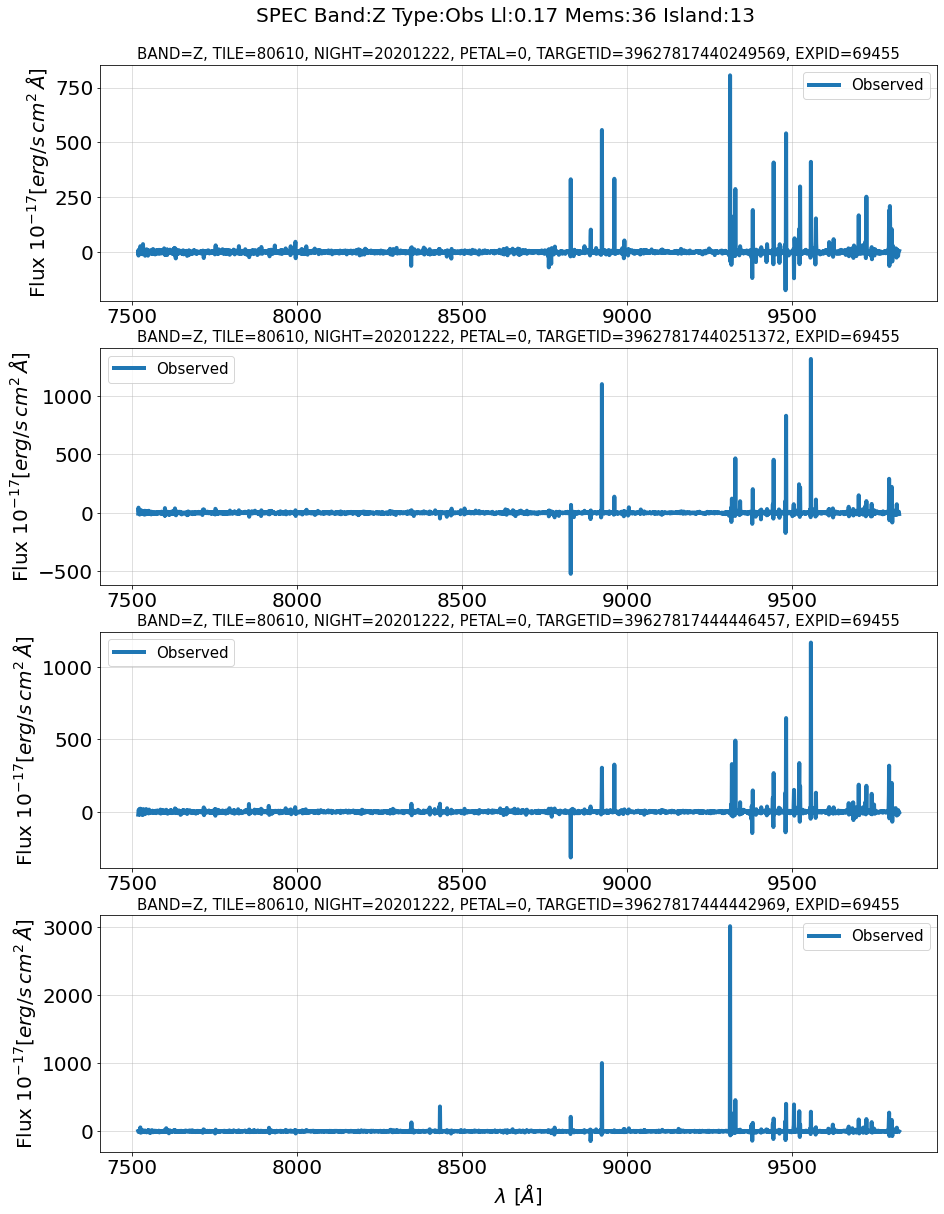 SPEC Band:Z Type:Obs Ll:0.17 Mems:36 Island:13
BAND=Z, TILE=80610, NIGHT=20201222, PETAL=0, TARGETID=39627817440249569, EXPID=69455
Flux 10^{-17}[erg/s cm^2 Å]
750
500
250
0
Observed
7500 8000 8500 9000 9500
BAND=Z, TILE=80610, NIGHT=20201222, PETAL=0, TARGETID=39627817440251372, EXPID=69455
Flux 10^{-17}[erg/s cm^2 Å]
1000
500
0
−500
Observed
7500 8000 8500 9000 9500
BAND=Z, TILE=80610, NIGHT=20201222, PETAL=0, TARGETID=39627817444446457, EXPID=69455
Flux 10^{-17}[erg/s cm^2 Å]
1000
500
0
Observed
7500 8000 8500 9000 9500
BAND=Z, TILE=80610, NIGHT=20201222, PETAL=0, TARGETID=39627817444442969, EXPID=69455
Flux 10^{-17}[erg/s cm^2 Å]
3000
2000
1000
0
Observed
7500 8000 8500 9000 9500
λ [Å]